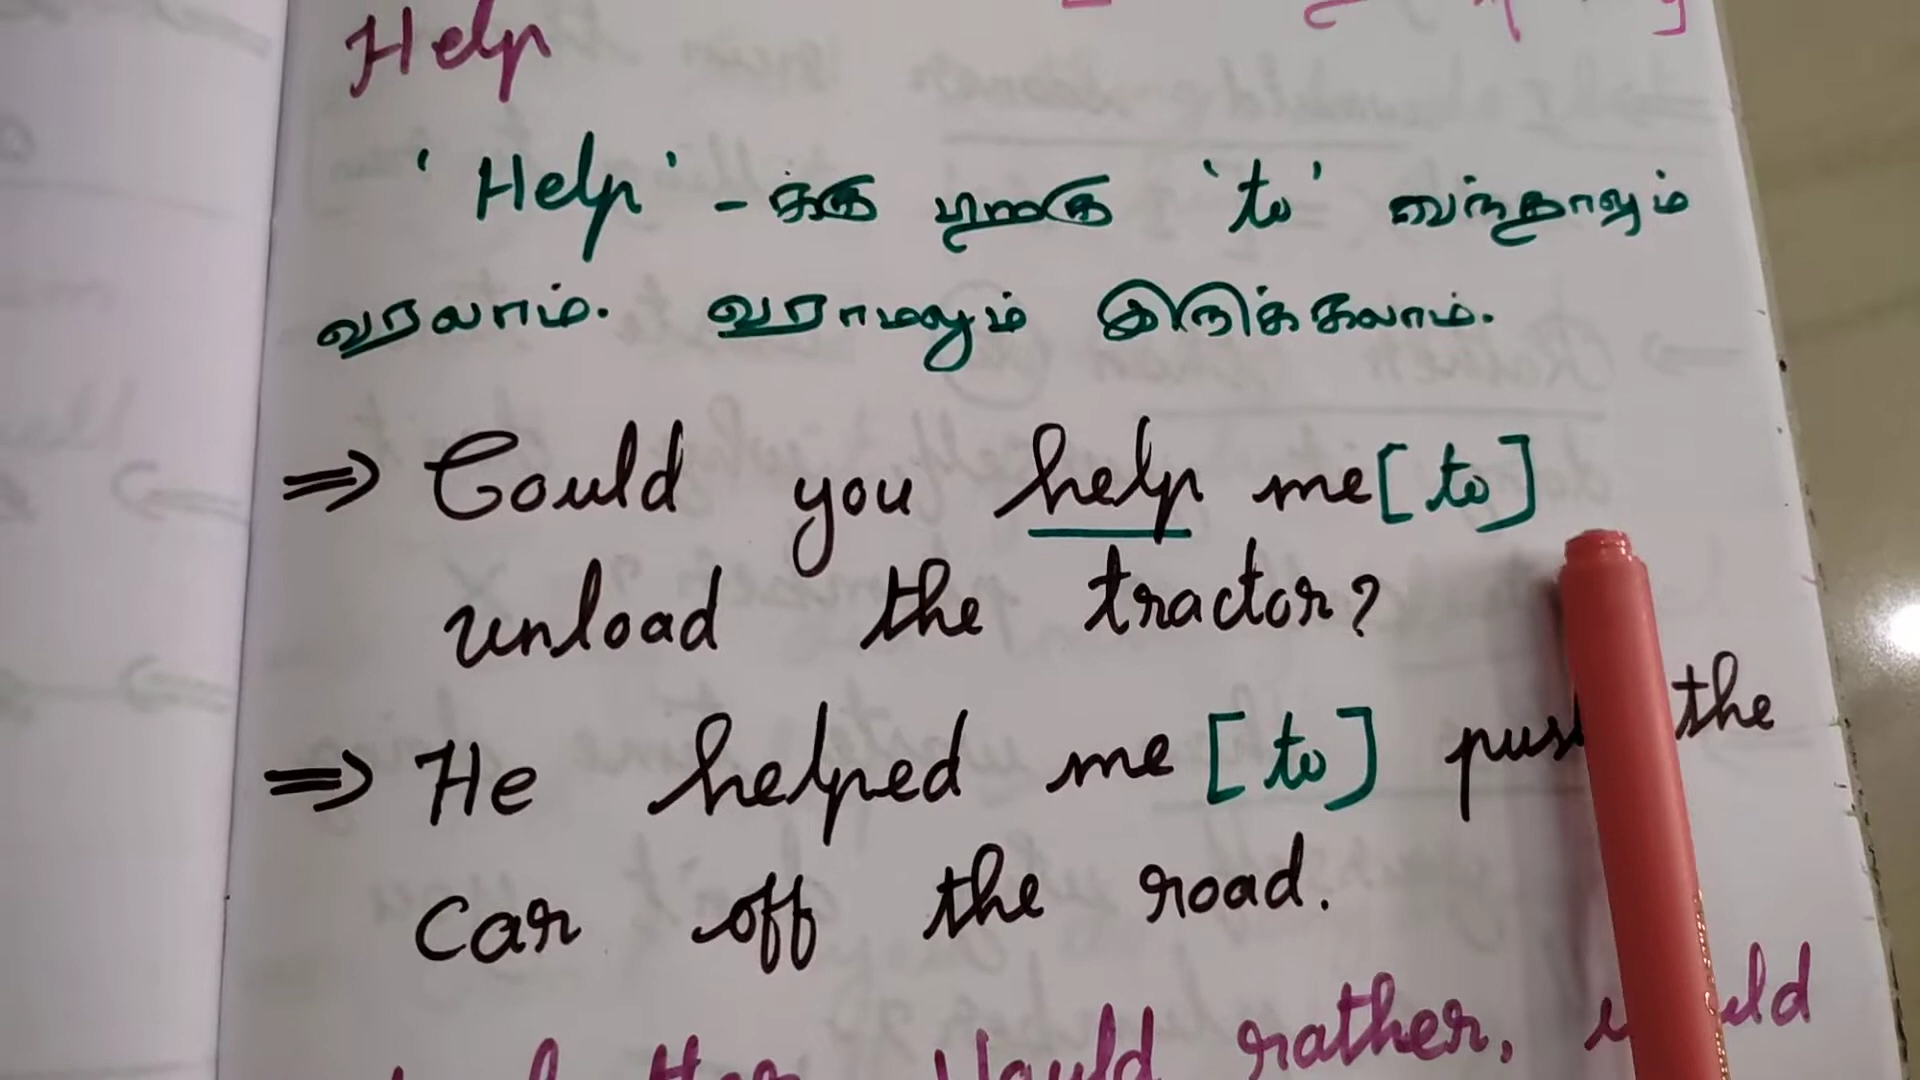 Help
'Help' - க்கு பிறகு 'to' வந்தாலும்
வரலாம். வராமலும் இருக்கலாம்.
⇒ Could you help me [to]
unload the tractor?
⇒ He helped me [to] push the
car off the road.
rather,